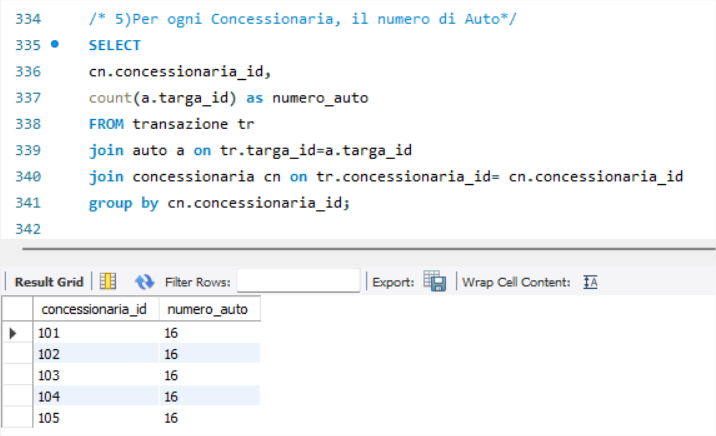 334 /* 5)Per ogni Concessionaria, il numero di Auto*/
335 SELECT
336 cn.concessionaria_id,
337 count(a.targa_id) as numero_auto
338 FROM transazione tr
339 join auto a on tr.targa_id=a.targa_id
340 join concessionaria cn on tr.concessionaria_id= cn.concessionaria_id
341 group by cn.concessionaria_id;
342
Result Grid Filter Rows: Export: Wrap Cell Content: IA
concessionaria_id numero_auto
101 16
102 16
103 16
104 16
105 16